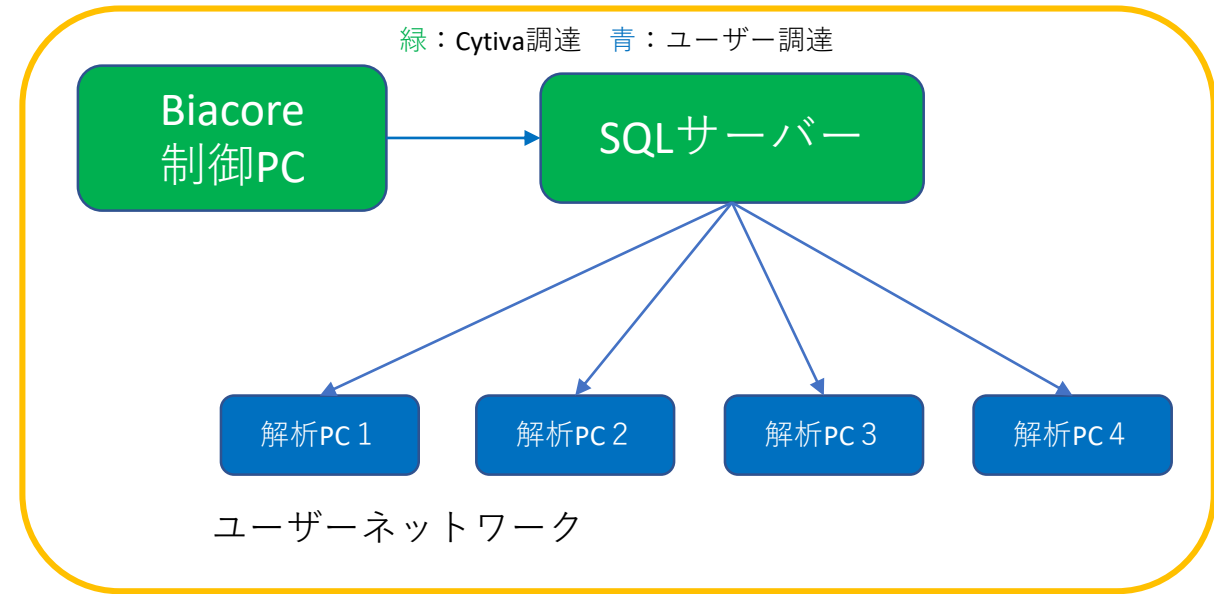 緑：Cytiva調達　青：ユーザー調達
Biacore
制御PC
SQLサーバー
解析PC１
解析PC２
解析PC３
解析PC４
ユーザーネットワーク